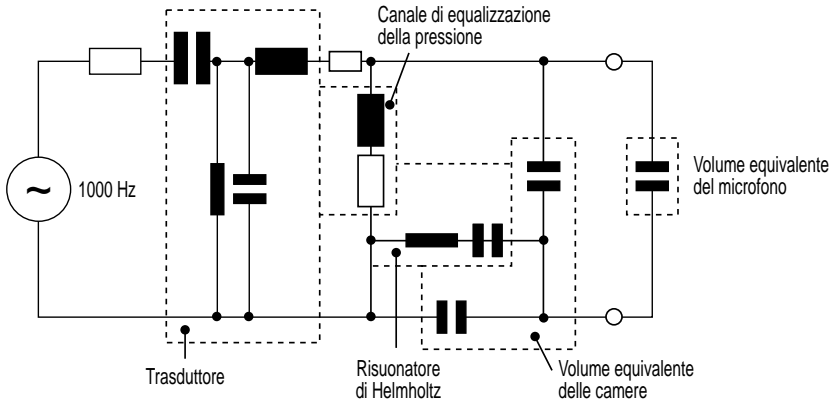 Canale di equalizzazione
della pressione
~
1000 Hz
Volume equivalente
del microfono
Trasduttore
Risuonatore
di Helmholtz
Volume equivalente
delle camere